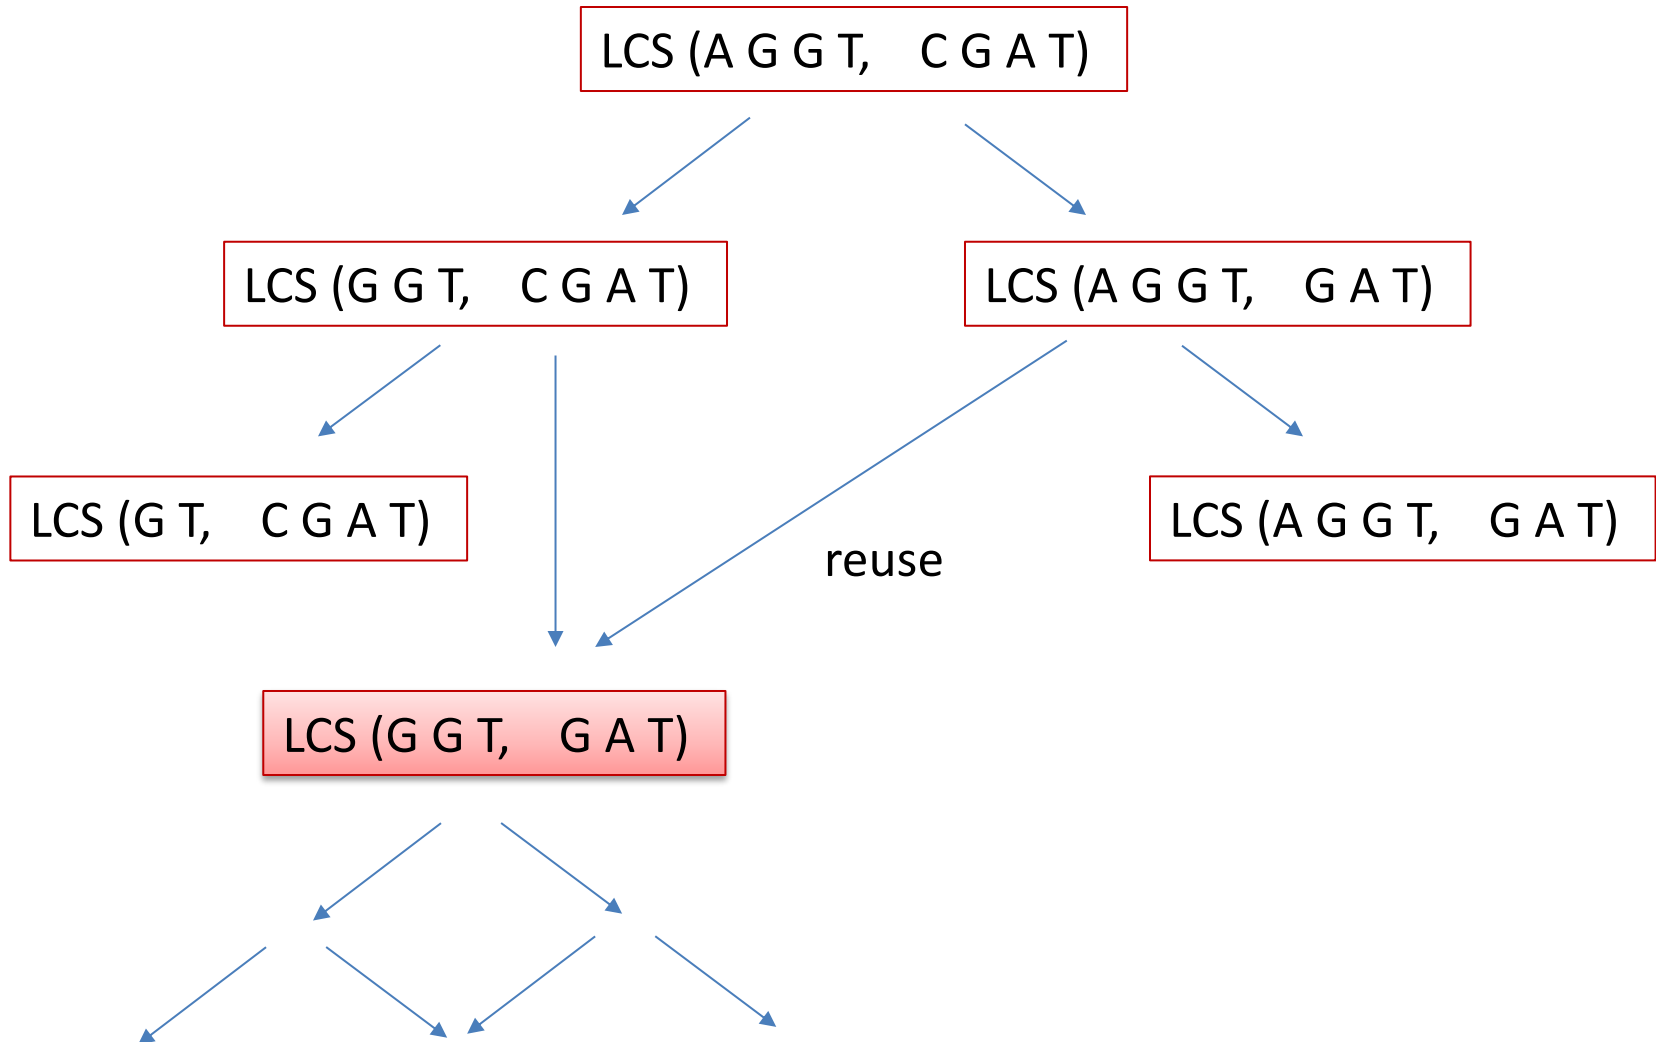 LCS (A G G T, C G A T)
LCS (G G T, C G A T)
LCS (A G G T, G A T)
LCS (G T, C G A T)
LCS (A G G T, G A T)
reuse
LCS (G G T, G A T)